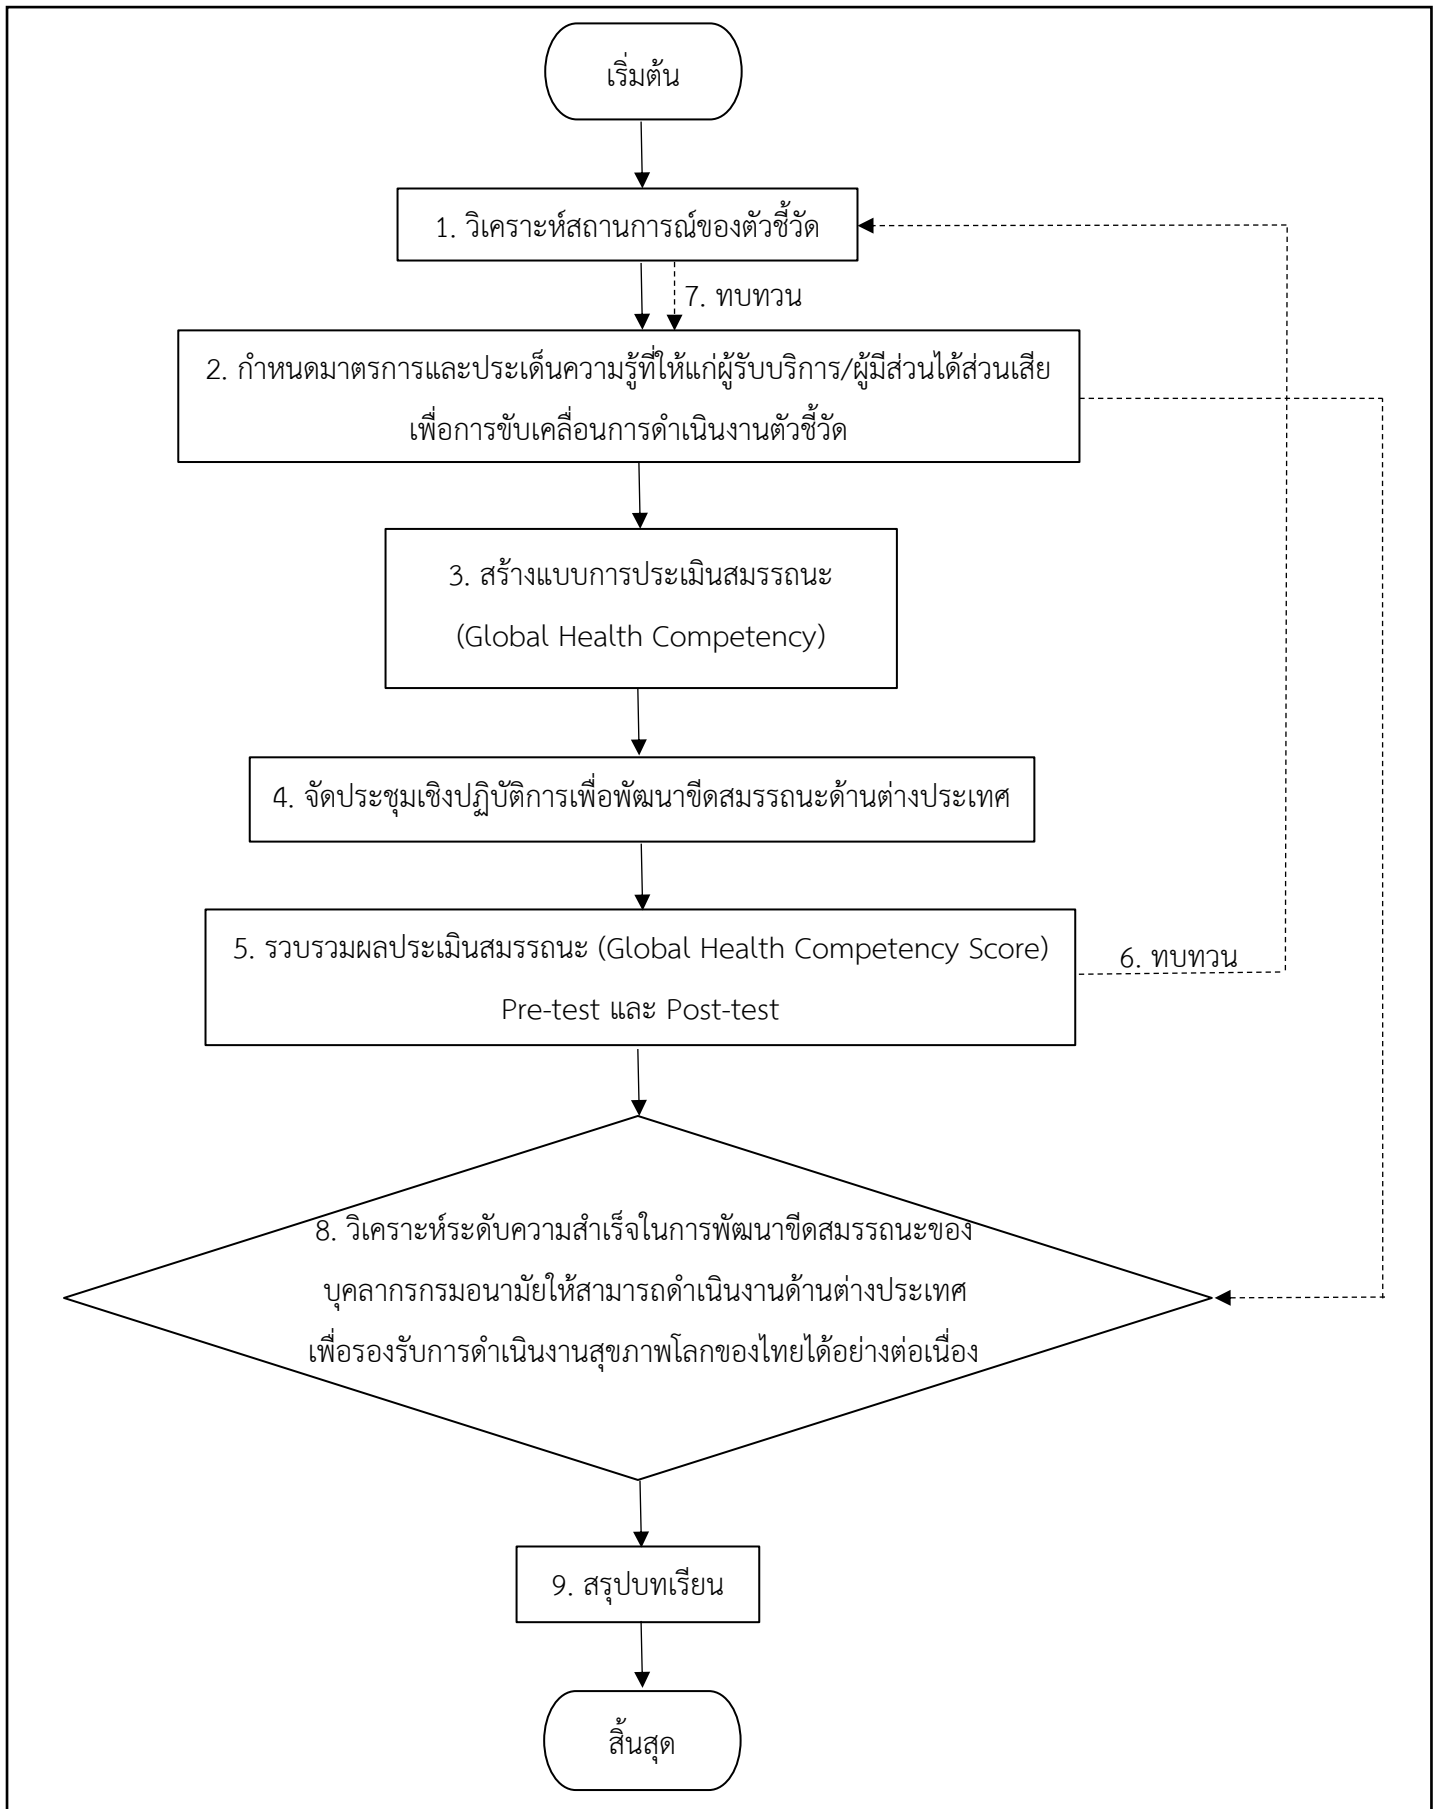 เริ่มต้น
1. วิเคราะห์สถานการณ์ของตัวชี้วัด
7. ทบทวน
2. กำหนดมาตรการและประเด็นความรู้ที่ให้แก่ผู้รับบริการ/ผู้มีส่วนได้ส่วนเสีย
เพื่อการขับเคลื่อนการดำเนินงานตัวชี้วัด
3. สร้างแบบการประเมินสมรรถนะ
(Global Health Competency)
4. จัดประชุมเชิงปฏิบัติการเพื่อพัฒนาขีดสมรรถนะด้านต่างประเทศ
5. รวบรวมผลประเมินสมรรถนะ (Global Health Competency Score)
Pre-test และ Post-test
6. ทบทวน
8. วิเคราะห์ระดับความสำเร็จในการพัฒนาขีดสมรรถนะของ
บุคลากรกรมอนามัยให้สามารถดำเนินงานด้านต่างประเทศ
เพื่อรองรับการดำเนินงานสุขภาพโลกของไทยได้อย่างต่อเนื่อง
9. สรุปบทเรียน
สิ้นสุด